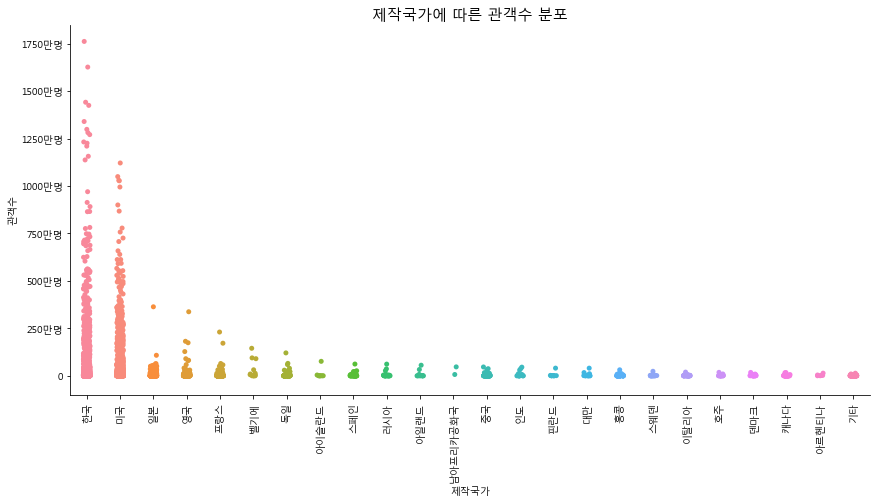 제작국가에 따른 관객수 분포
1750만명
1500만명
1250만명
1000만명
750만명
500만명
250만명
0
관객수
한국
미국
일본
영국
프랑스
벨기에
독일
아이슬란드
스페인
러시아
아일랜드
남아프리카공화국
중국
인도
핀란드
대만
홍콩
스웨덴
이탈리아
호주
덴마크
캐나다
아르헨티나
기타
제작국가